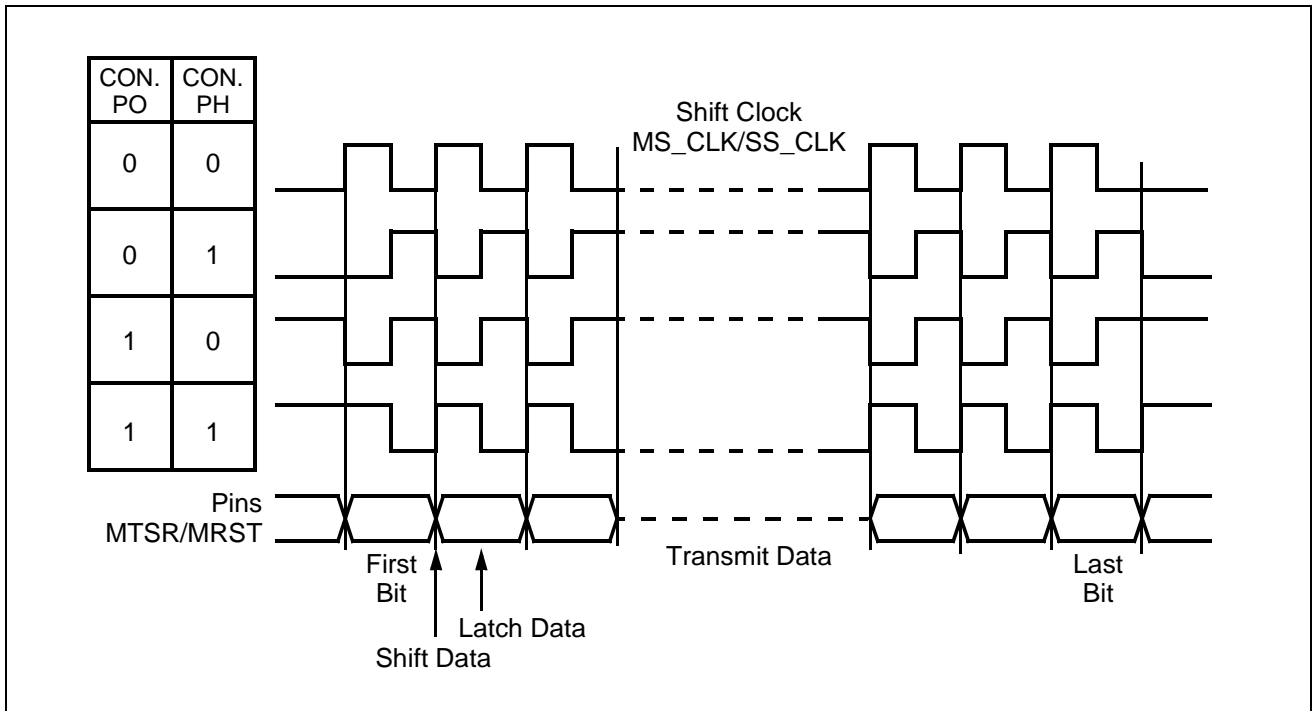 CON. CON.
PO PH
0 0
0 1
1 0
1 1
Shift Clock
MS_CLK/SS_CLK
Pins
MTSR/MRST
First
Bit
Transmit Data
Last
Bit
Latch Data
Shift Data